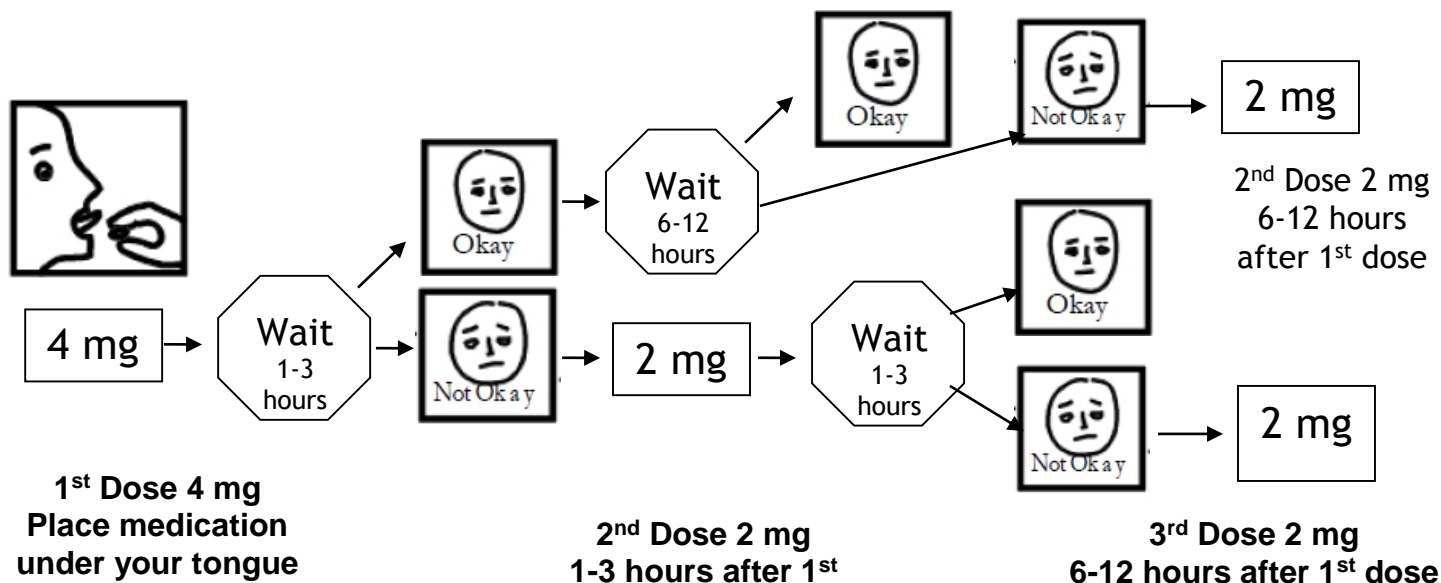 Okay
Not Okay
2 mg
2nd Dose 2 mg
6-12 hours
after 1st dose
Okay
Wait
6-12
hours
4 mg
Wait
1-3
hours
Not Okay
2 mg
Wait
1-3
hours
Okay
Not Okay
2 mg
1st Dose 4 mg
Place medication
under your tongue
2nd Dose 2 mg
1-3 hours after 1st
3rd Dose 2 mg
6-12 hours after 1st dose